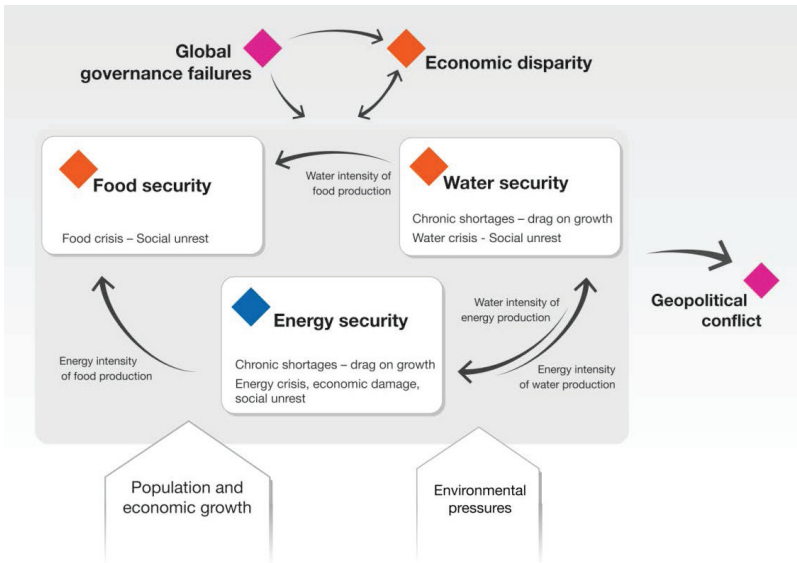 Global
governance failures
Economic disparity
Food security
Food crisis – Social unrest
Water intensity of
food production
Water security
Chronic shortages – drag on growth
Water crisis - Social unrest
Geopolitical
conflict
Energy security
Chronic shortages – drag on growth
Energy crisis, economic damage,
social unrest
Water intensity of
energy production
Energy intensity
of food production
Energy intensity
of water production
Population and
economic growth
Environmental
pressures